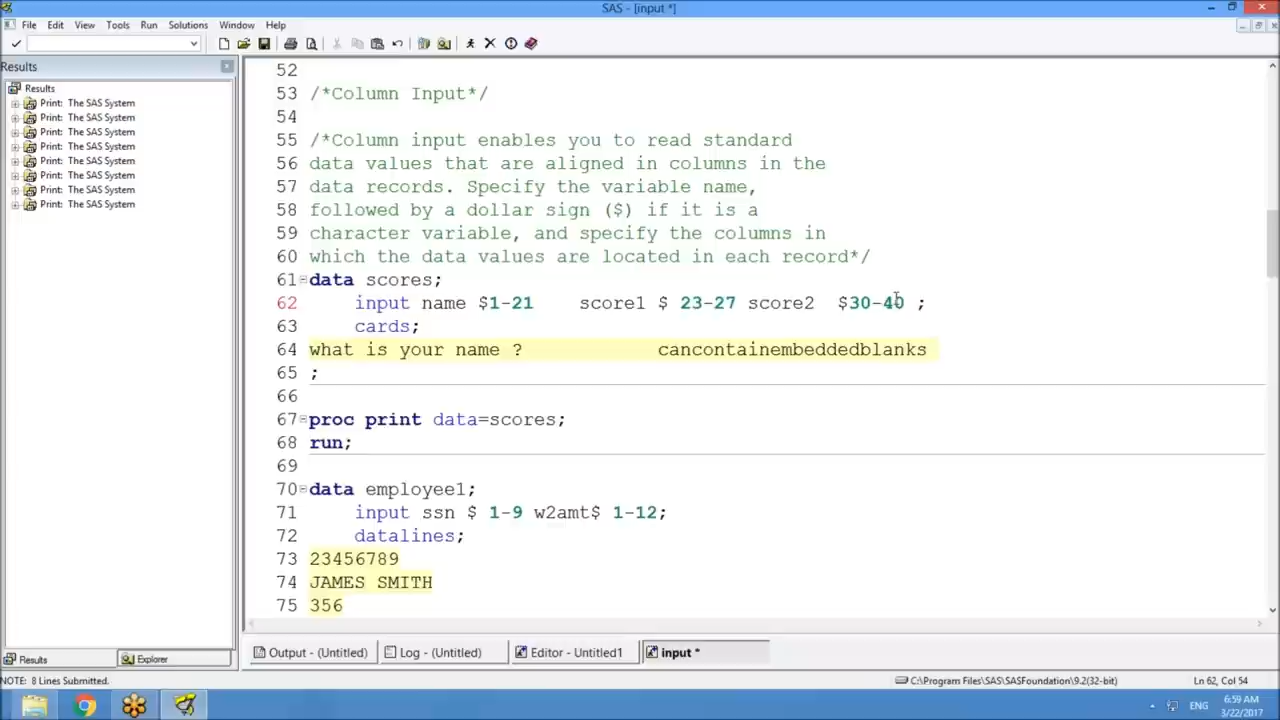 SAS - [input *]
File Edit View Tools Run Solutions Window Help
Results
Results
Print: The SAS System
Print: The SAS System
Print: The SAS System
Print: The SAS System
Print: The SAS System
Print: The SAS System
Print: The SAS System
Print: The SAS System
52
53 /*Column Input*/
54
55 /*Column input enables you to read standard
56 data values that are aligned in columns in the
57 data records. Specify the variable name,
58 followed by a dollar sign ($) if it is a
59 character variable, and specify the columns in
60 which the data values are located in each record*/
61 data scores;
62 input name $1-21 score1 $ 23-27 score2 $30-40 ;
63 cards;
64 what is your name ? cancontainembeddedblanks
65 ;
66
67 proc print data=scores;
68 run;
69
70 data employee1;
71 input ssn $ 1-9 w2amt$ 1-12;
72 datalines;
73 23456789
74 JAMES SMITH
75 356
Results Explorer
Output - (Untitled) Log - (Untitled) Editor - Untitled1 input *
NOTE: 8 Lines Submitted. C:\Program Files\SAS\SASFoundation\9.2(32-bit) Ln 62, Col 54
ENG 6:59 AM
3/22/2017